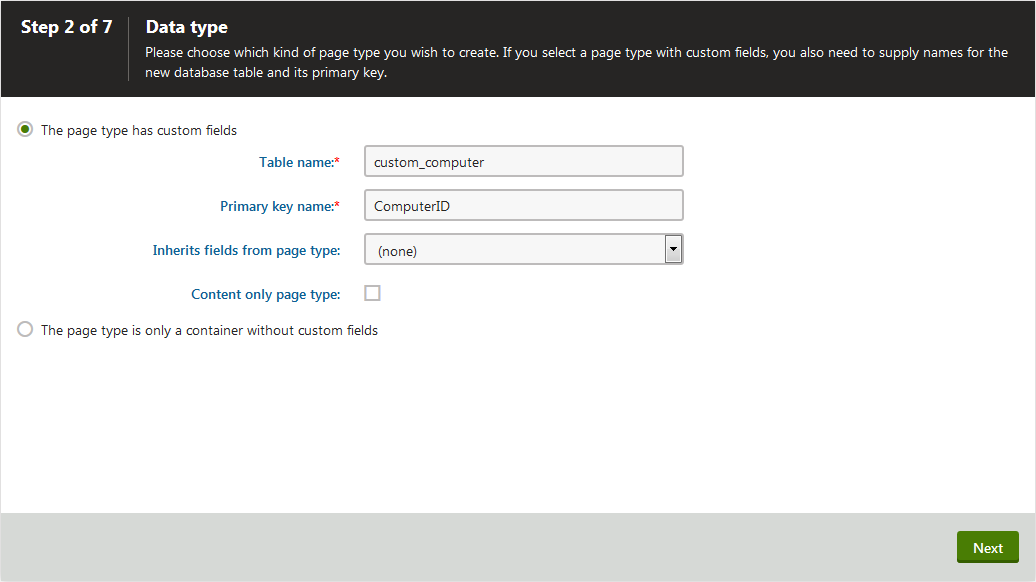 Step 2 of 7
Data type
Please choose which kind of page type you wish to create. If you select a page type with custom fields, you also need to supply names for the
new database table and its primary key.
The page type has custom fields
Table name:* custom_computer
Primary key name:* ComputerID
Inherits fields from page type: (none)
Content only page type:
The page type is only a container without custom fields
Next